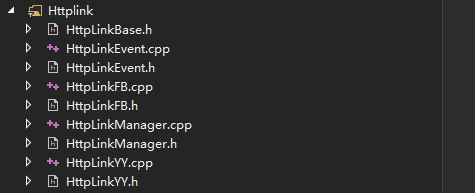 Httplink
HttpLinkBase.h
HttpLinkEvent.cpp
HttpLinkEvent.h
HttpLinkFB.cpp
HttpLinkFB.h
HttpLinkManager.cpp
HttpLinkManager.h
HttpLinkYY.cpp
HttpLinkYY.h